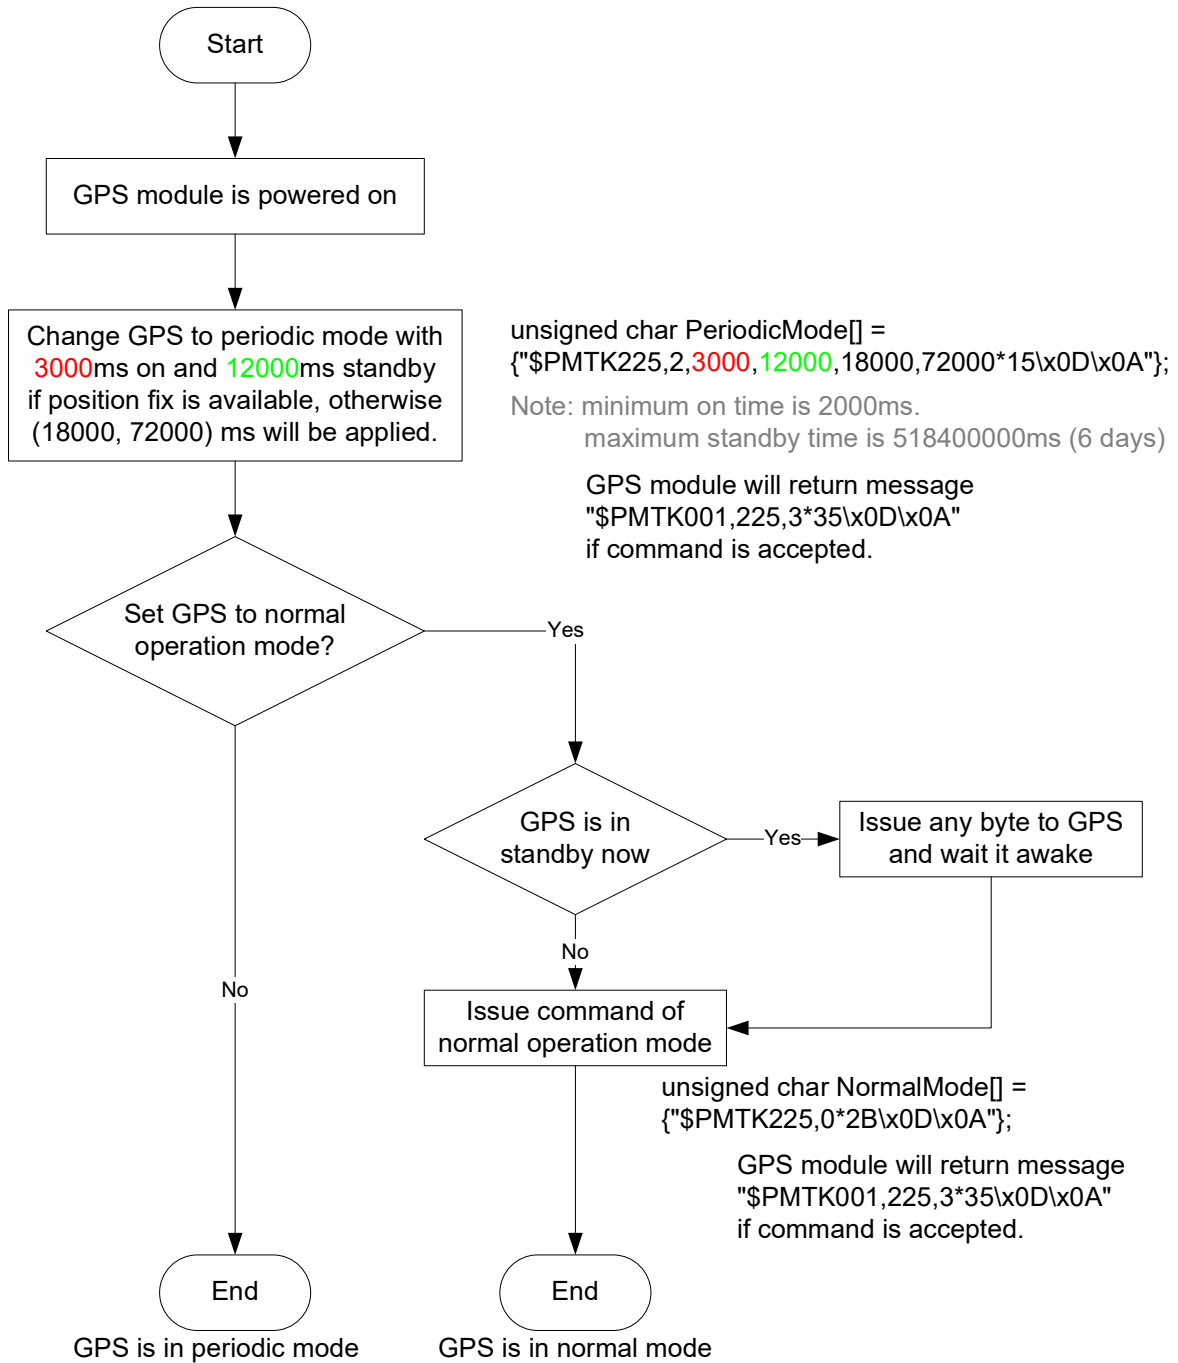 Start
GPS module is powered on
Change GPS to periodic mode with
3000ms on and 12000ms standby
if position fix is available, otherwise
(18000, 72000) ms will be applied.
unsigned char PeriodicMode[] =
{"$PMTK225,2,3000,12000,18000,72000*15\x0D\x0A"};
Note: minimum on time is 2000ms.
maximum standby time is 518400000ms (6 days)
GPS module will return message
"$PMTK001,225,3*35\x0D\x0A"
if command is accepted.
Set GPS to normal
operation mode?
Yes
GPS is in
standby now
Yes
Issue any byte to GPS
and wait it awake
No
No
Issue command of
normal operation mode
unsigned char NormalMode[] =
{"$PMTK225,0*2B\x0D\x0A"};
GPS module will return message
"$PMTK001,225,3*35\x0D\x0A"
if command is accepted.
End
GPS is in periodic mode
End
GPS is in normal mode